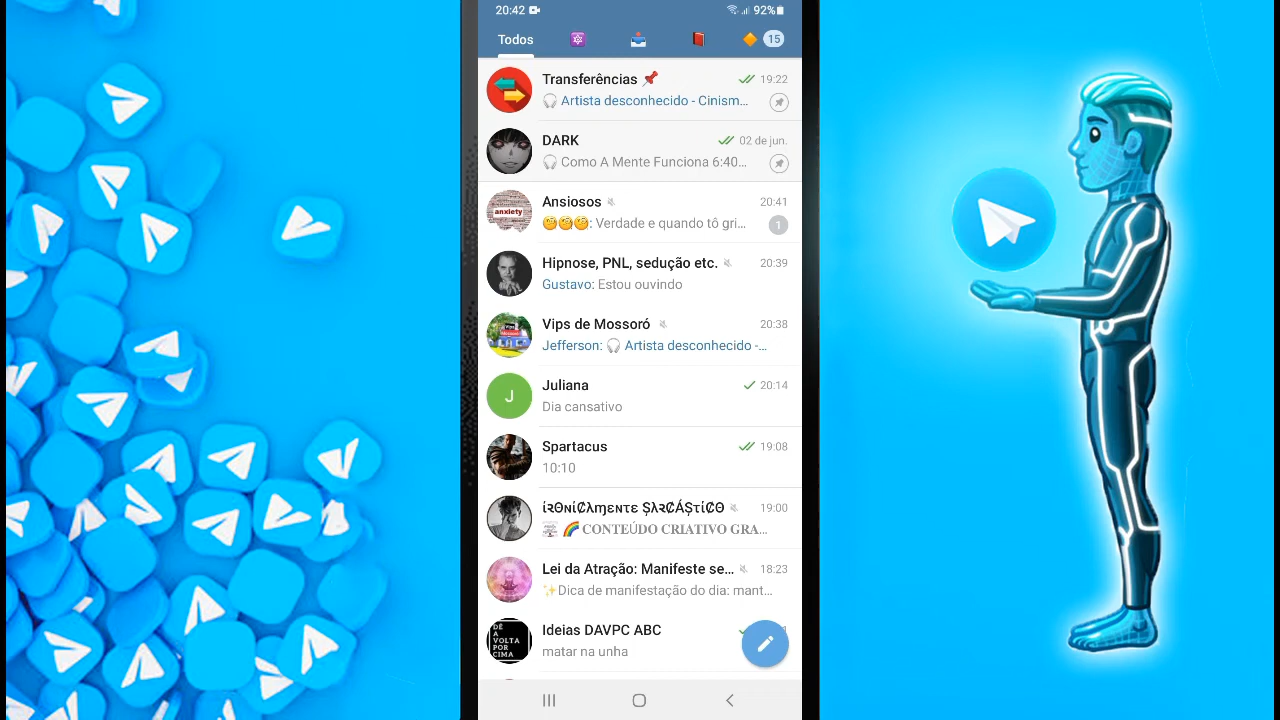 20:42 92%
Todos 15
Transferências 19:22
Artista desconhecido - Cinism...
DARK 02 de jun.
Como A Mente Funciona 6:40...
Ansiosos 20:41
anxiety
: Verdade e quando tô gri... 1
Hipnose, PNL, sedução etc. 20:39
Gustavo: Estou ouvindo
Vips de Mossoró 20:38
Jefferson: Artista desconhecido -...
Juliana 20:14
J
Dia cansativo
Spartacus 19:08
10:10
19:00
𝐂𝐎𝐍𝐓𝐄Ú𝐃𝐎 𝐂𝐑𝐈𝐀𝐓𝐈𝐕𝐎 𝐆𝐑𝐀...
Lei da Atração: Manifeste se... 18:23
✨Dica de manifestação do dia: mant...
Ideias DAVPC ABC
DÊ
A
VOLTA
POR
CIMA
matar na unha